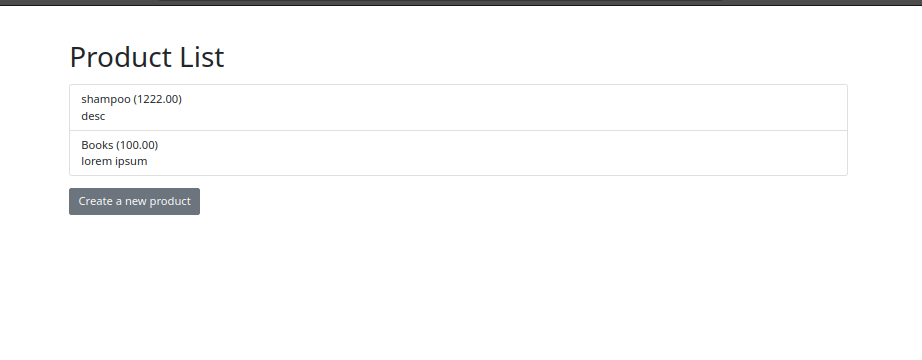 Product List
shampoo (1222.00)
desc
Books (100.00)
lorem ipsum
Create a new product